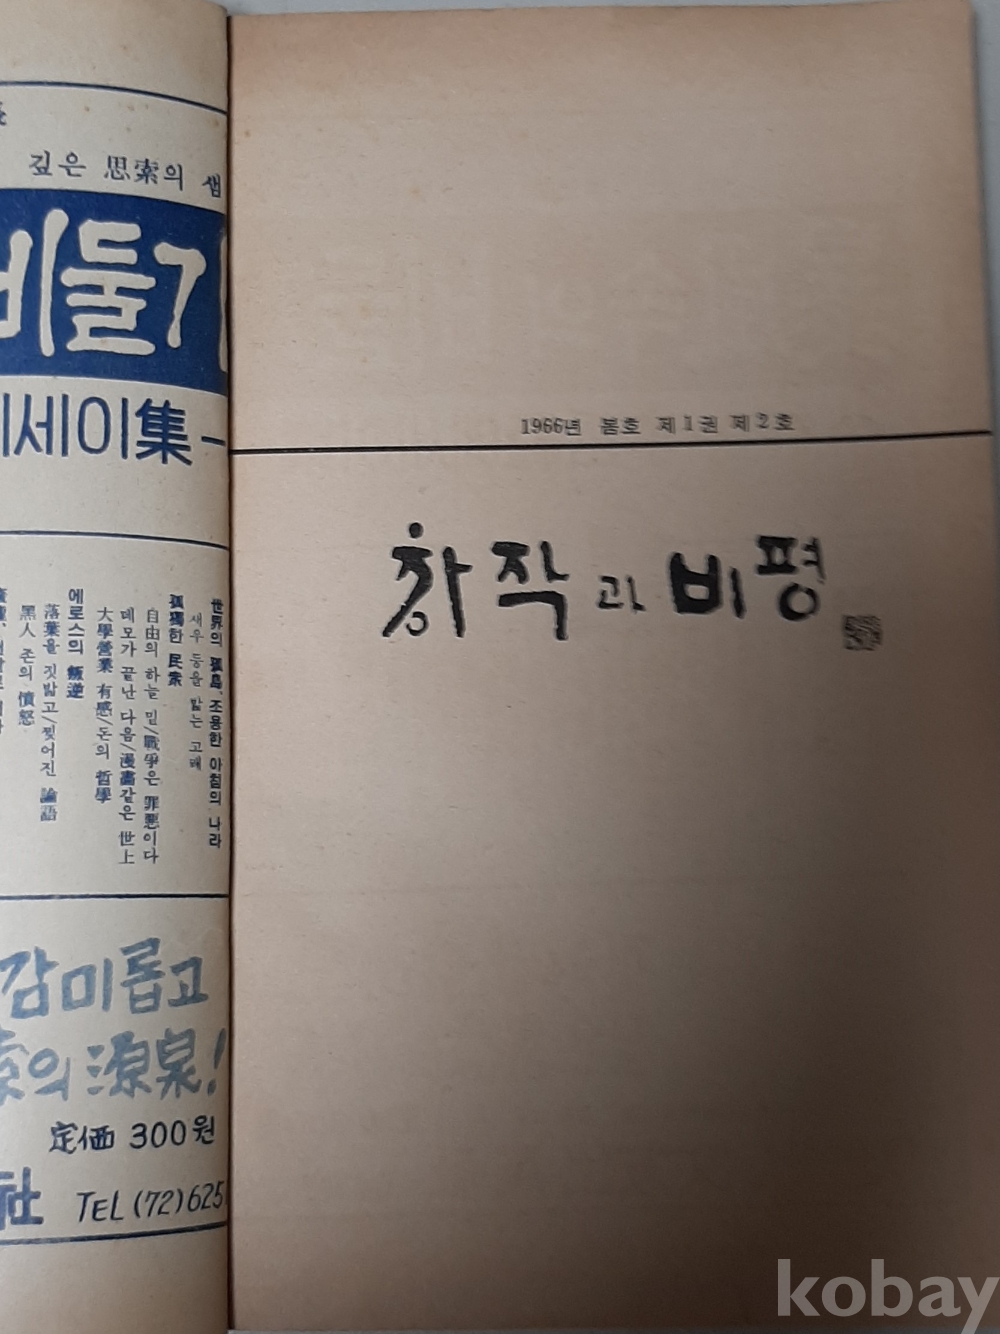 깊은 思索의 샘
비둘기
세이集
世界의 孤島、조용한 아침의 나라
새우 등을 밟는 고래
孤獨한 民衆
自由의 하늘 밑/戰爭은 罪悪이다
데모가 끝난 다음/漫畵같은 世上
大學營業 有感/돈의 哲學
에로스의 叛逆
落葉을 짓밟고/찢어진 論語
黑人 존의 憤怒
감미롭고
索의 源泉!
定価 300원
社 TEL (72) 625
1966년 봄호 제1권 제2호
창작과 비평
kobay